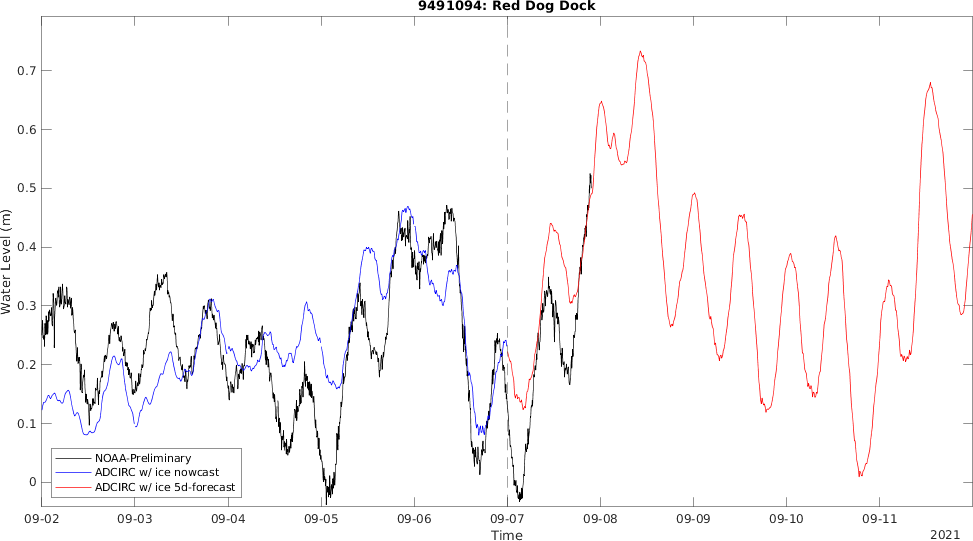 9491094: Red Dog Dock
Water Level (m)
0.7
0.6
0.5
0.4
0.3
0.2
0.1
0
NOAA-Preliminary
ADCIRC w/ ice nowcast
ADCIRC w/ ice 5d-forecast
09-02 09-03 09-04 09-05 09-06 09-07 09-08 09-09 09-10 09-11
Time
2021